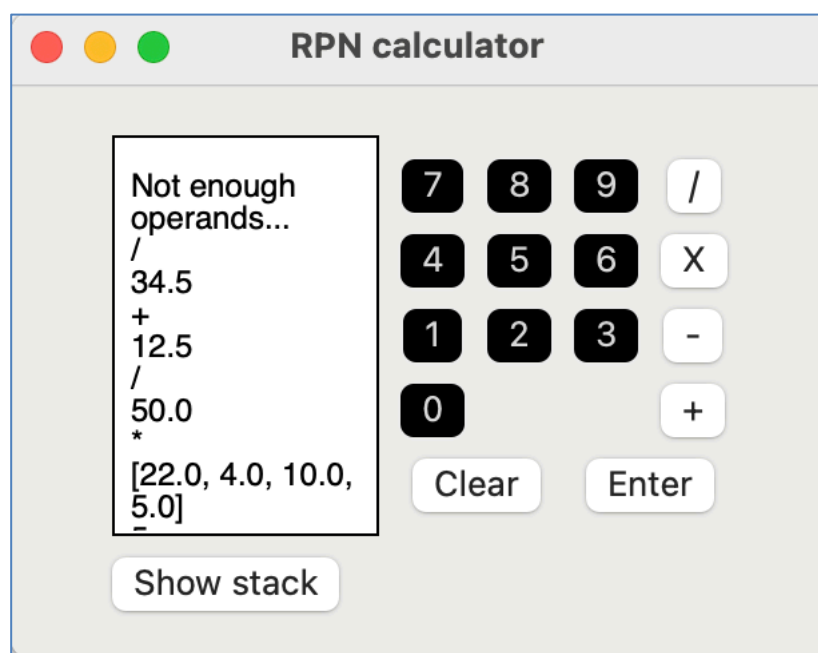 RPN calculator
Not enough
operands...
/
34.5
+
12.5
/
50.0
*
[22.0, 4.0, 10.0,
5.0]
7 8 9 /
4 5 6 X
1 2 3 -
0 +
Clear Enter
Show stack